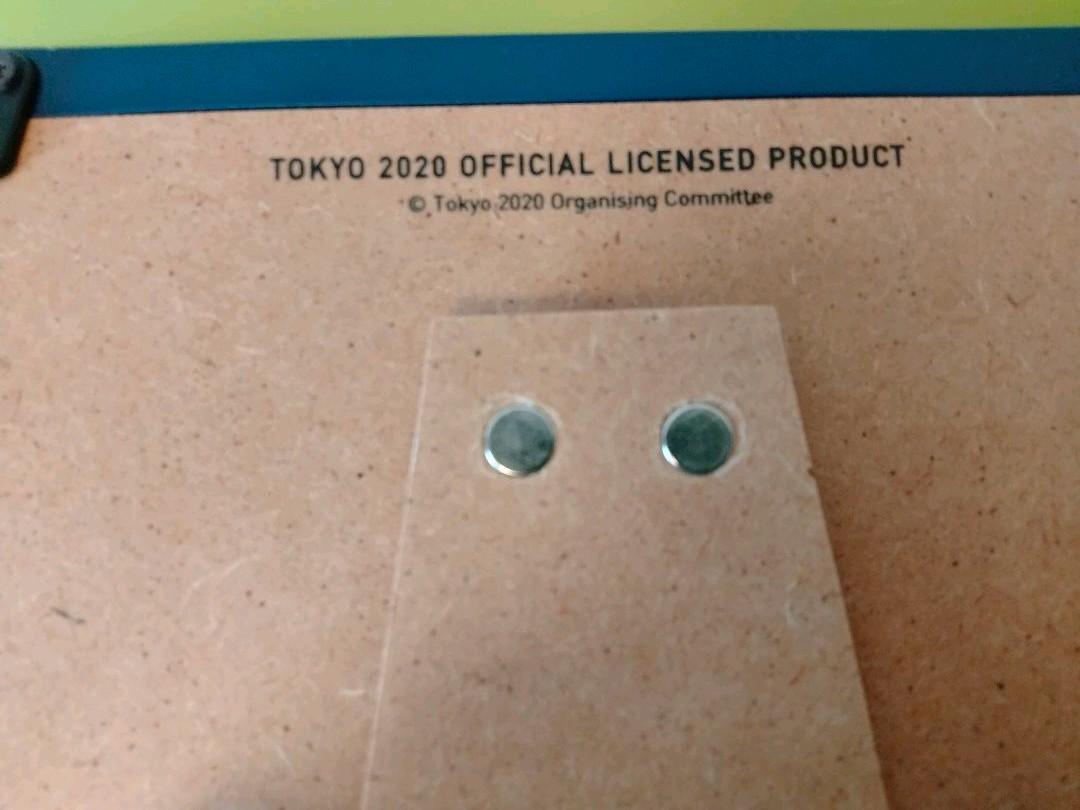 TOKYO 2020 OFFICIAL LICENSED PRODUCT
© Tokyo 2020 Organising Committee